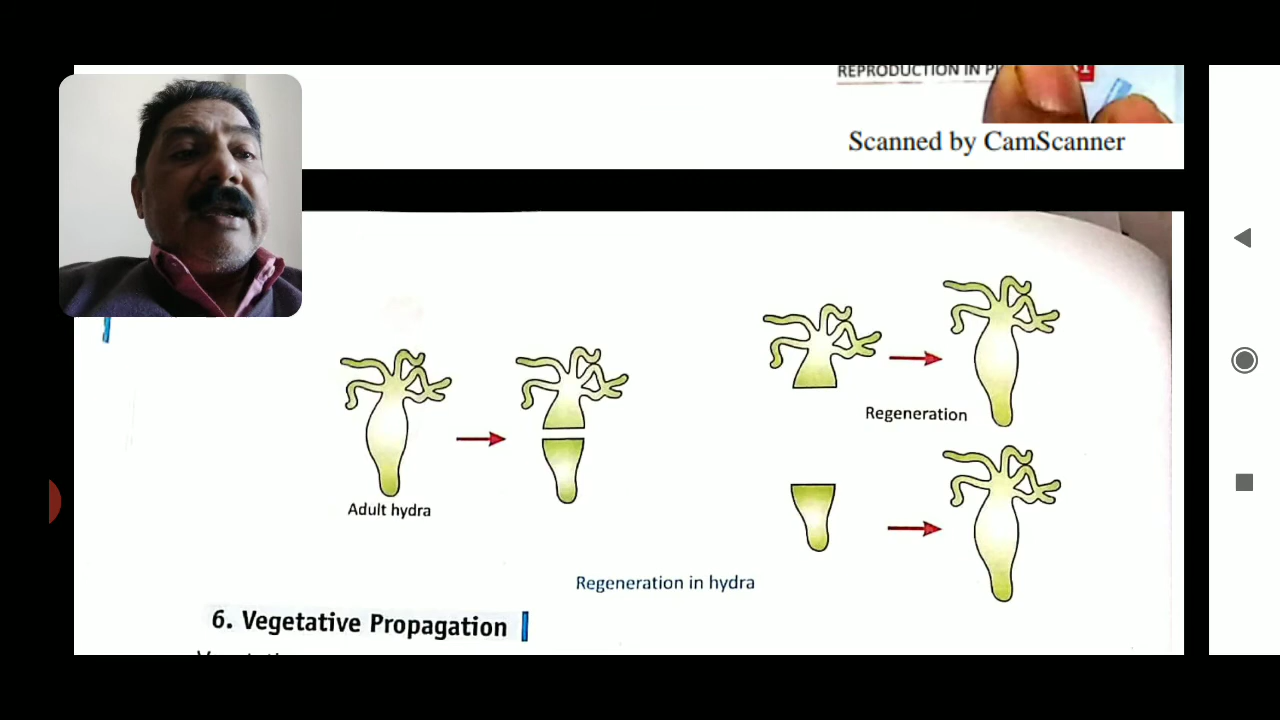 REPRODUCTION IN
Scanned by CamScanner
Regeneration
Adult hydra
Regeneration in hydra
6. Vegetative Propagation